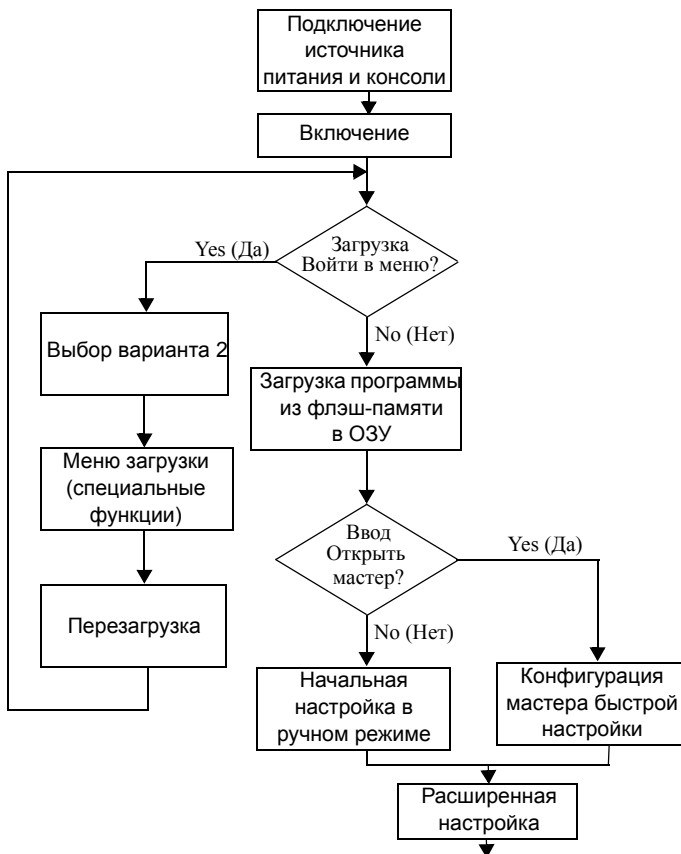 Подключение
источника
питания и консоли
Включение
Загрузка
Войти в меню?
Yes (Да)
No (Нет)
Выбор варианта 2
Загрузка программы
из флэш-памяти
в ОЗУ
Меню загрузки
(специальные
функции)
Ввод
Открыть
мастер?
Yes (Да)
No (Нет)
Перезагрузка
Начальная
настройка в
ручном режиме
Конфигурация
мастера быстрой
настройки
Расширенная
настройка